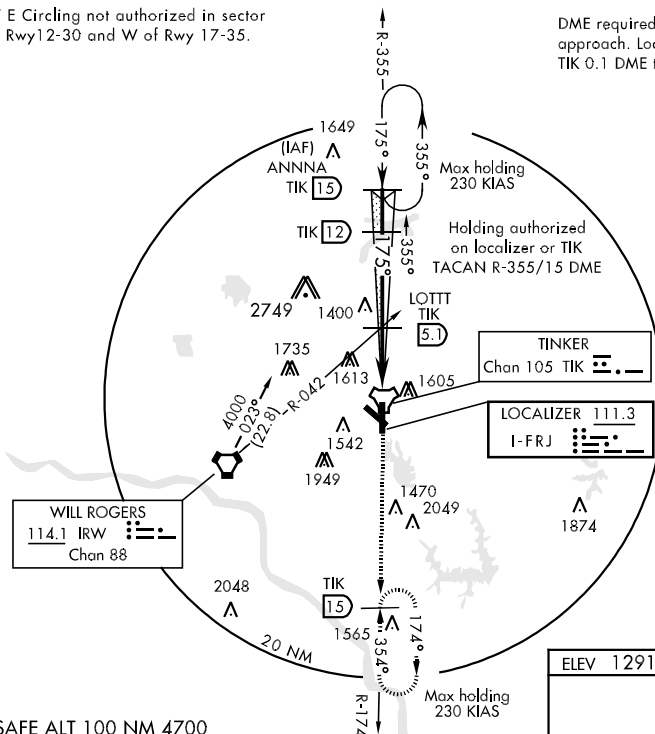 E Circling not authorized in sector
Rwy12-30 and W of Rwy 17-35.
DME required
approach. Loc
TIK 0.1 DME
R-355
175°
355°
1649
(IAF)
ANNNA
TIK 15
Max holding
230 KIAS
TIK 12
175°
355°
Holding authorized
on localizer or TIK
TACAN R-355/15 DME
2749
1400
LOTTT
TIK
5.1
TINKER
Chan 105 TIK
1735
1613
1605
R-042
4000
023°
(22.8)
LOCALIZER 111.3
I-FRJ
1542
1949
WILL ROGERS
114.1 IRW
Chan 88
1470
2049
1874
2048
TIK
15
1565
174°
354°
20 NM
Max holding
230 KIAS
R-174
ELEV 1291
SAFE ALT 100 NM 4700